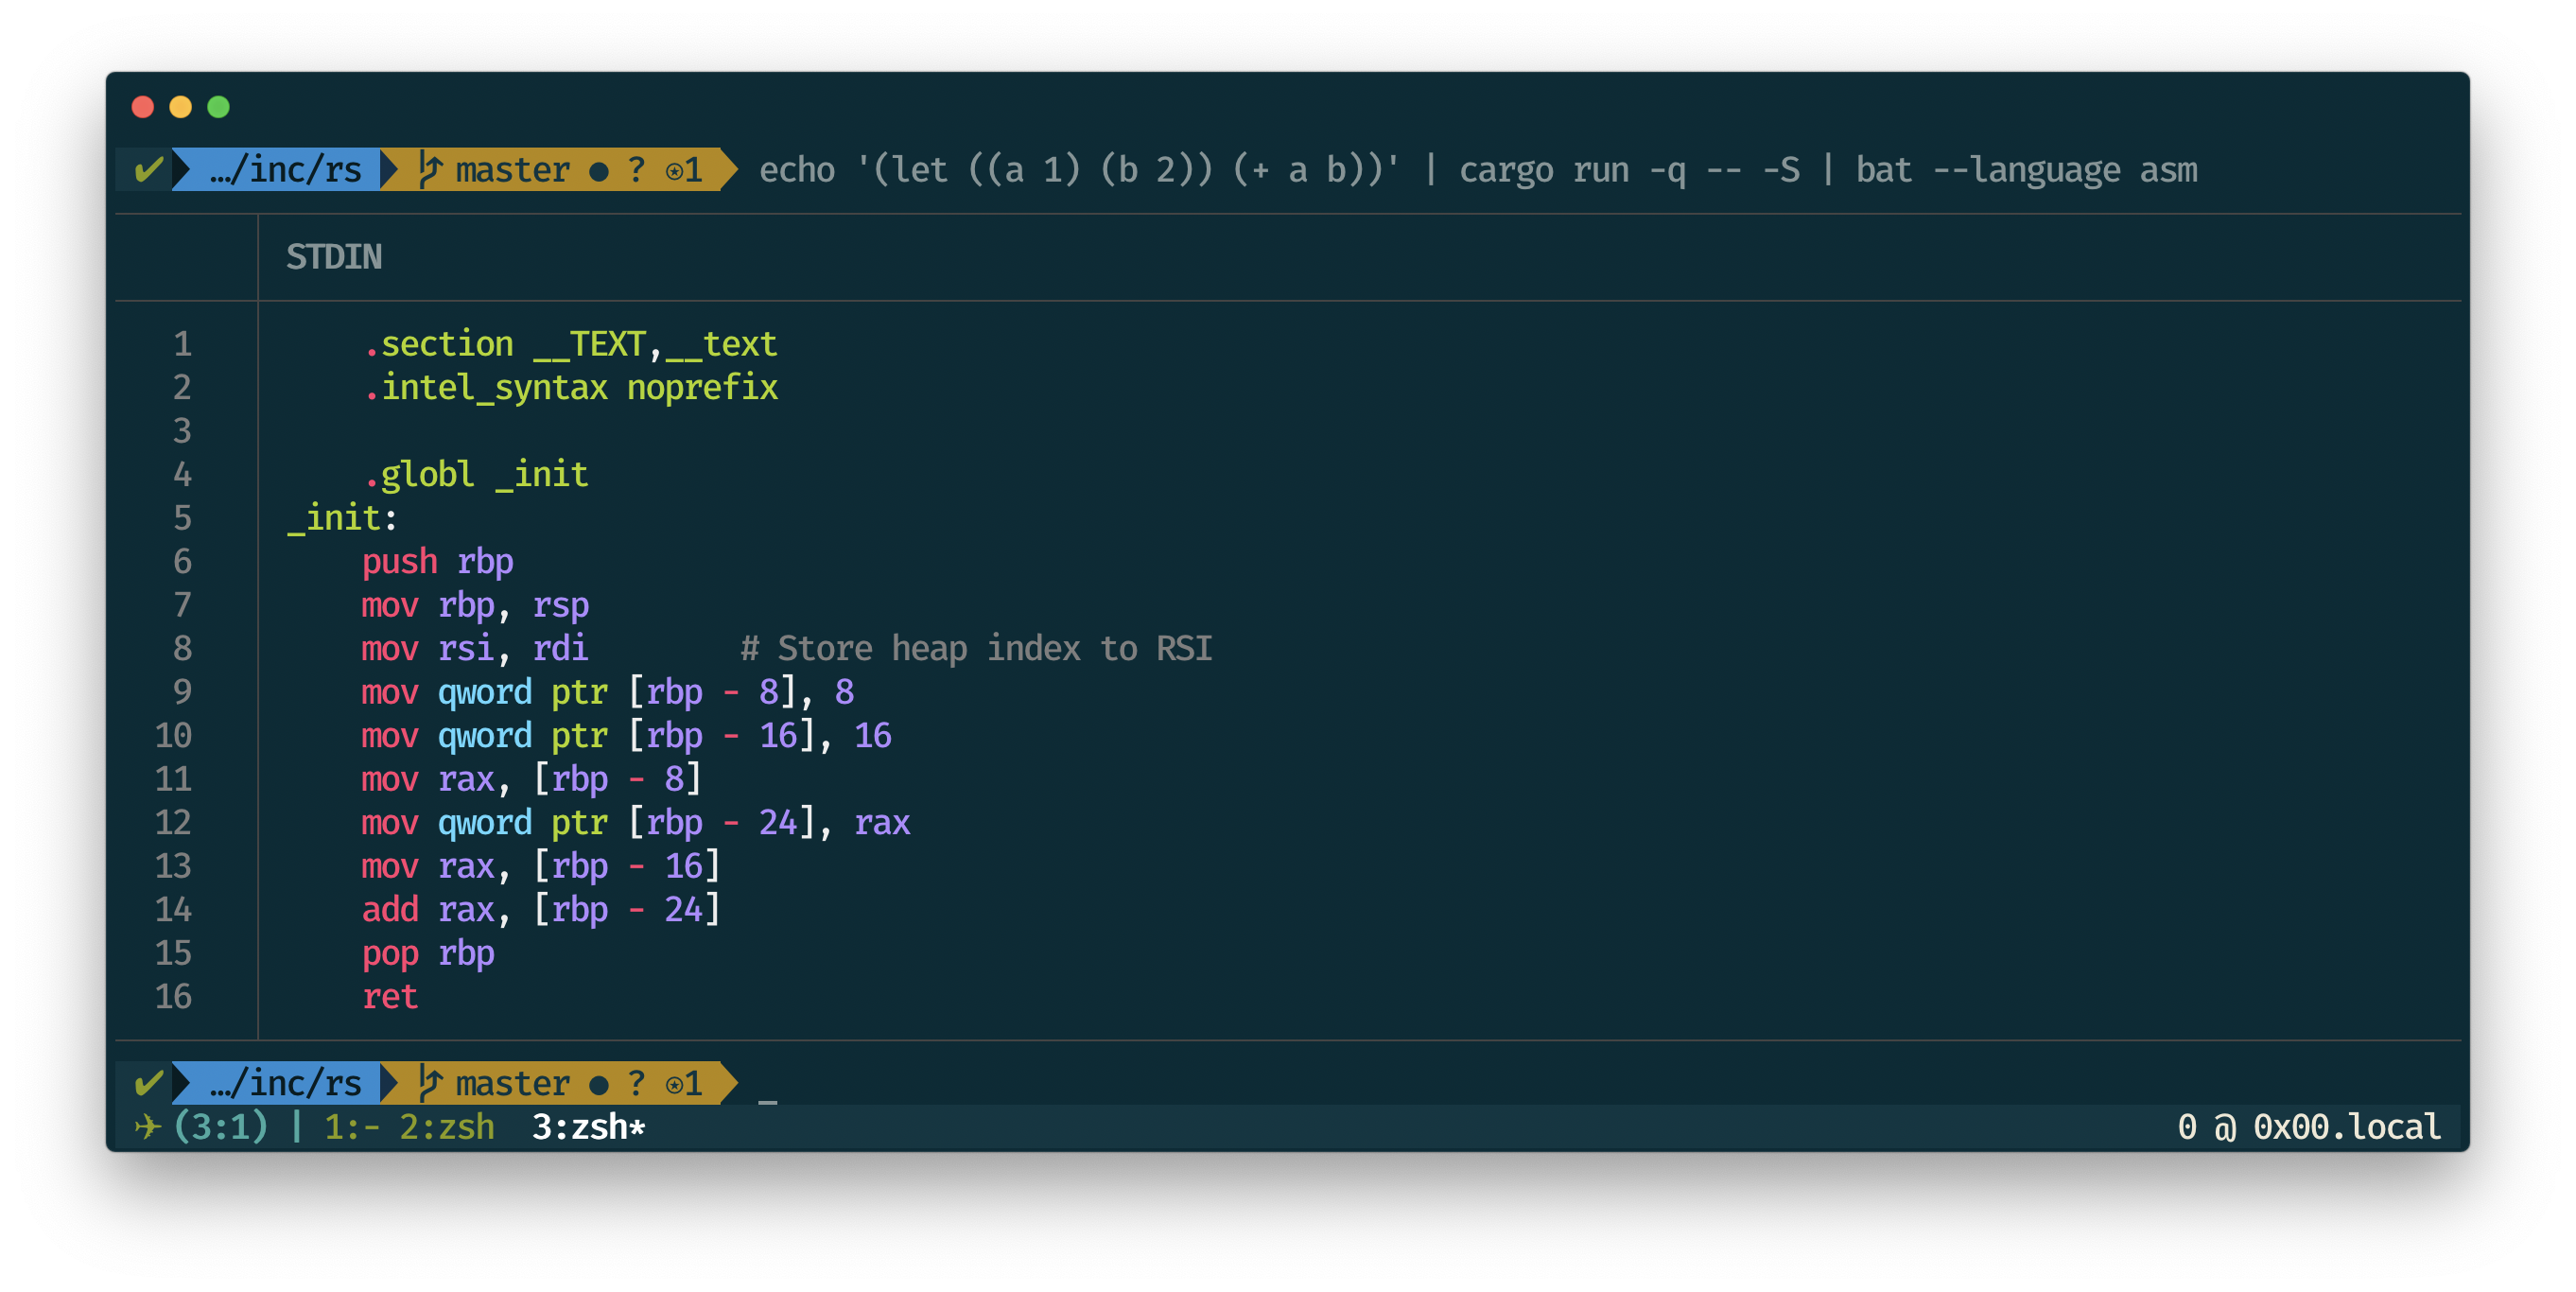 ✔ …/inc/rs master ● ? ⍟1 echo '(let ((a 1) (b 2)) (+ a b))' | cargo run -q -- -S | bat --language asm
STDIN
1 .section __TEXT,__text
2 .intel_syntax noprefix
3
4 .globl _init
5 _init:
6 push rbp
7 mov rbp, rsp
8 mov rsi, rdi # Store heap index to RSI
9 mov qword ptr [rbp - 8], 8
10 mov qword ptr [rbp - 16], 16
11 mov rax, [rbp - 8]
12 mov qword ptr [rbp - 24], rax
13 mov rax, [rbp - 16]
14 add rax, [rbp - 24]
15 pop rbp
16 ret
✔ …/inc/rs master ● ? ⍟1 _
✈ (3:1) | 1:- 2:zsh 3:zsh* 0 @ 0x00.local